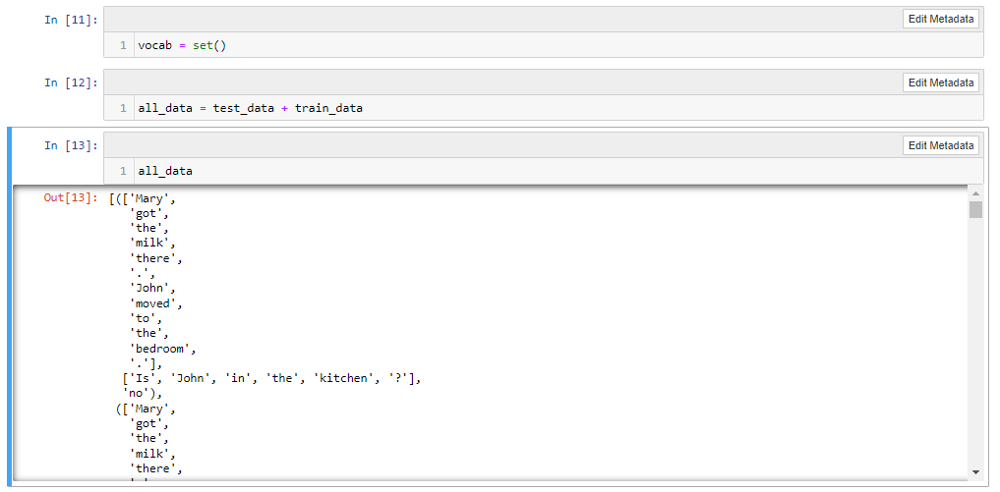 In [11]:
Edit Metadata
1 vocab = set()
In [12]:
Edit Metadata
1 all_data = test_data + train_data
In [13]:
Edit Metadata
1 all_data
Out[13]: [(['Mary',
'got',
'the',
'milk',
'there',
'.',
'John',
'moved',
'to',
'the',
'bedroom',
'.'],
['Is', 'John', 'in', 'the', 'kitchen', '?'],
'no'),
(['Mary',
'got',
'the',
'milk',
'there',